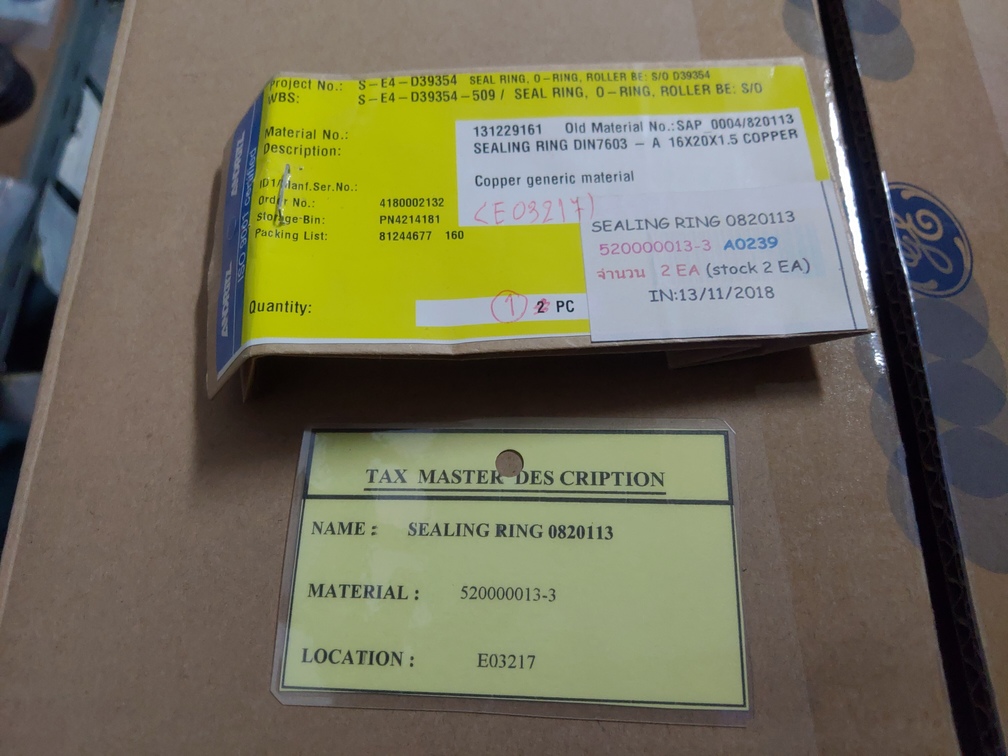 Project No.: S-E4-D39354 SEAL RING, O-RING, ROLLER BE: S/O D39354
WBS: S-E4-D39354-509 / SEAL RING, O-RING, ROLLER BE: S/O
Material No.: 131229161 Old Material No.:SAP_0004/820113
Description: SEALING RING DIN7603 - A 16X20X1.5 COPPER
Copper generic material
ID1/Manf.Ser.No.:
Order No.: 4180002132
Storage Bin: PN4214181
Packing List: 81244677 160
Quantity: 1 2 PC
(E03217)
SEALING RING 0820113
520000013-3 A0239
จำนวน 2 EA (stock 2 EA)
IN:13/11/2018
ANDRITZ
ANDRITZ
ISO 9001 certified
GE
TAX MASTER DES CRIPTION
NAME : SEALING RING 0820113
MATERIAL : 520000013-3
LOCATION : E03217